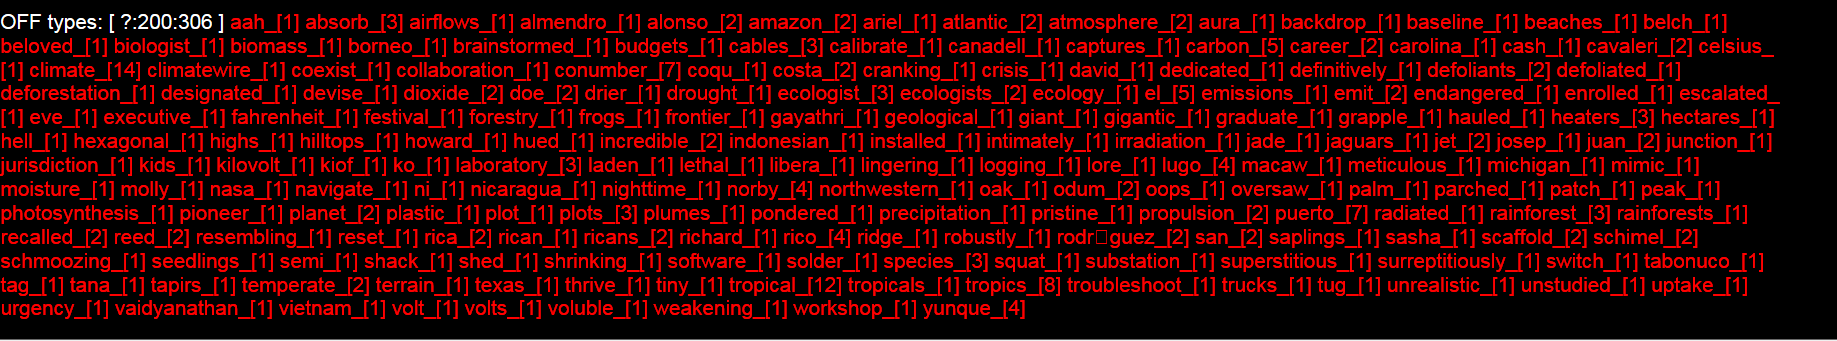 OFF types: [ ?:200:306 ] aah_[1] absorb_[3] airflows_[1] almendro_[1] alonso_[2] amazon_[2] ariel_[1] atlantic_[2] atmosphere_[2] aura_[1] backdrop_[1] baseline_[1] beaches_[1] belch_[1]
beloved_[1] biologist_[1] biomass_[1] borneo_[1] brainstormed_[1] budgets_[1] cables_[3] calibrate_[1] canadell_[1] captures_[1] carbon_[5] career_[2] carolina_[1] cash_[1] cavaleri_[2] celsius_
[1] climate_[14] climatewire_[1] coexist_[1] collaboration_[1] conumber_[7] coqu_[1] costa_[2] cranking_[1] crisis_[1] david_[1] dedicated_[1] definitively_[1] defoliants_[2] defoliated_[1]
deforestation_[1] designated_[1] devise_[1] dioxide_[2] doe_[2] drier_[1] drought_[1] ecologist_[3] ecologists_[2] ecology_[1] el_[5] emissions_[1] emit_[2] endangered_[1] enrolled_[1] escalated_
[1] eve_[1] executive_[1] fahrenheit_[1] festival_[1] forestry_[1] frogs_[1] frontier_[1] gayathri_[1] geological_[1] giant_[1] gigantic_[1] graduate_[1] grapple_[1] hauled_[1] heaters_[3] hectares_[1]
hell_[1] hexagonal_[1] highs_[1] hilltops_[1] howard_[1] hued_[1] incredible_[2] indonesian_[1] installed_[1] intimately_[1] irradiation_[1] jade_[1] jaguars_[1] jet_[2] josep_[1] juan_[2] junction_[1]
jurisdiction_[1] kids_[1] kilovolt_[1] kiof_[1] ko_[1] laboratory_[3] laden_[1] lethal_[1] libera_[1] lingering_[1] logging_[1] lore_[1] lugo_[4] macaw_[1] meticulous_[1] michigan_[1] mimic_[1]
moisture_[1] molly_[1] nasa_[1] navigate_[1] ni_[1] nicaragua_[1] nighttime_[1] norby_[4] northwestern_[1] oak_[1] odum_[2] oops_[1] oversaw_[1] palm_[1] parched_[1] patch_[1] peak_[1]
photosynthesis_[1] pioneer_[1] planet_[2] plastic_[1] plot_[1] plots_[3] plumes_[1] pondered_[1] precipitation_[1] pristine_[1] propulsion_[2] puerto_[7] radiated_[1] rainforest_[3] rainforests_[1]
recalled_[2] reed_[2] resembling_[1] reset_[1] rica_[2] rican_[1] ricans_[2] richard_[1] rico_[4] ridge_[1] robustly_[1] rodr□guez_[2] san_[2] saplings_[1] sasha_[1] scaffold_[2] schimel_[2]
schmoozing_[1] seedlings_[1] semi_[1] shack_[1] shed_[1] shrinking_[1] software_[1] solder_[1] species_[3] squat_[1] substation_[1] superstitious_[1] surreptitiously_[1] switch_[1] tabonuco_[1]
tag_[1] tana_[1] tapirs_[1] temperate_[2] terrain_[1] texas_[1] thrive_[1] tiny_[1] tropical_[12] tropicals_[1] tropics_[8] troubleshoot_[1] trucks_[1] tug_[1] unrealistic_[1] unstudied_[1] uptake_[1]
urgency_[1] vaidyanathan_[1] vietnam_[1] volt_[1] volts_[1] voluble_[1] weakening_[1] workshop_[1] yunque_[4]